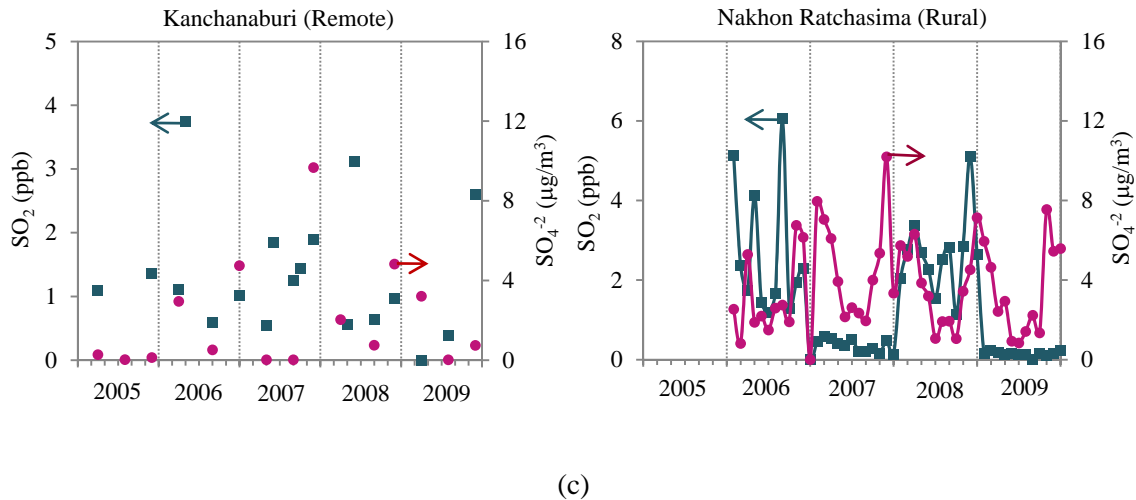 Kanchanaburi (Remote)
5
4
3
2
1
0
SO2 (ppb)
16
12
8
4
0
SO4-2 (µg/m3)
2005 2006 2007 2008 2009
Nakhon Ratchasima (Rural)
8
6
4
2
0
SO2 (ppb)
16
12
8
4
0
SO4-2 (µg/m3)
2005 2006 2007 2008 2009
(c)